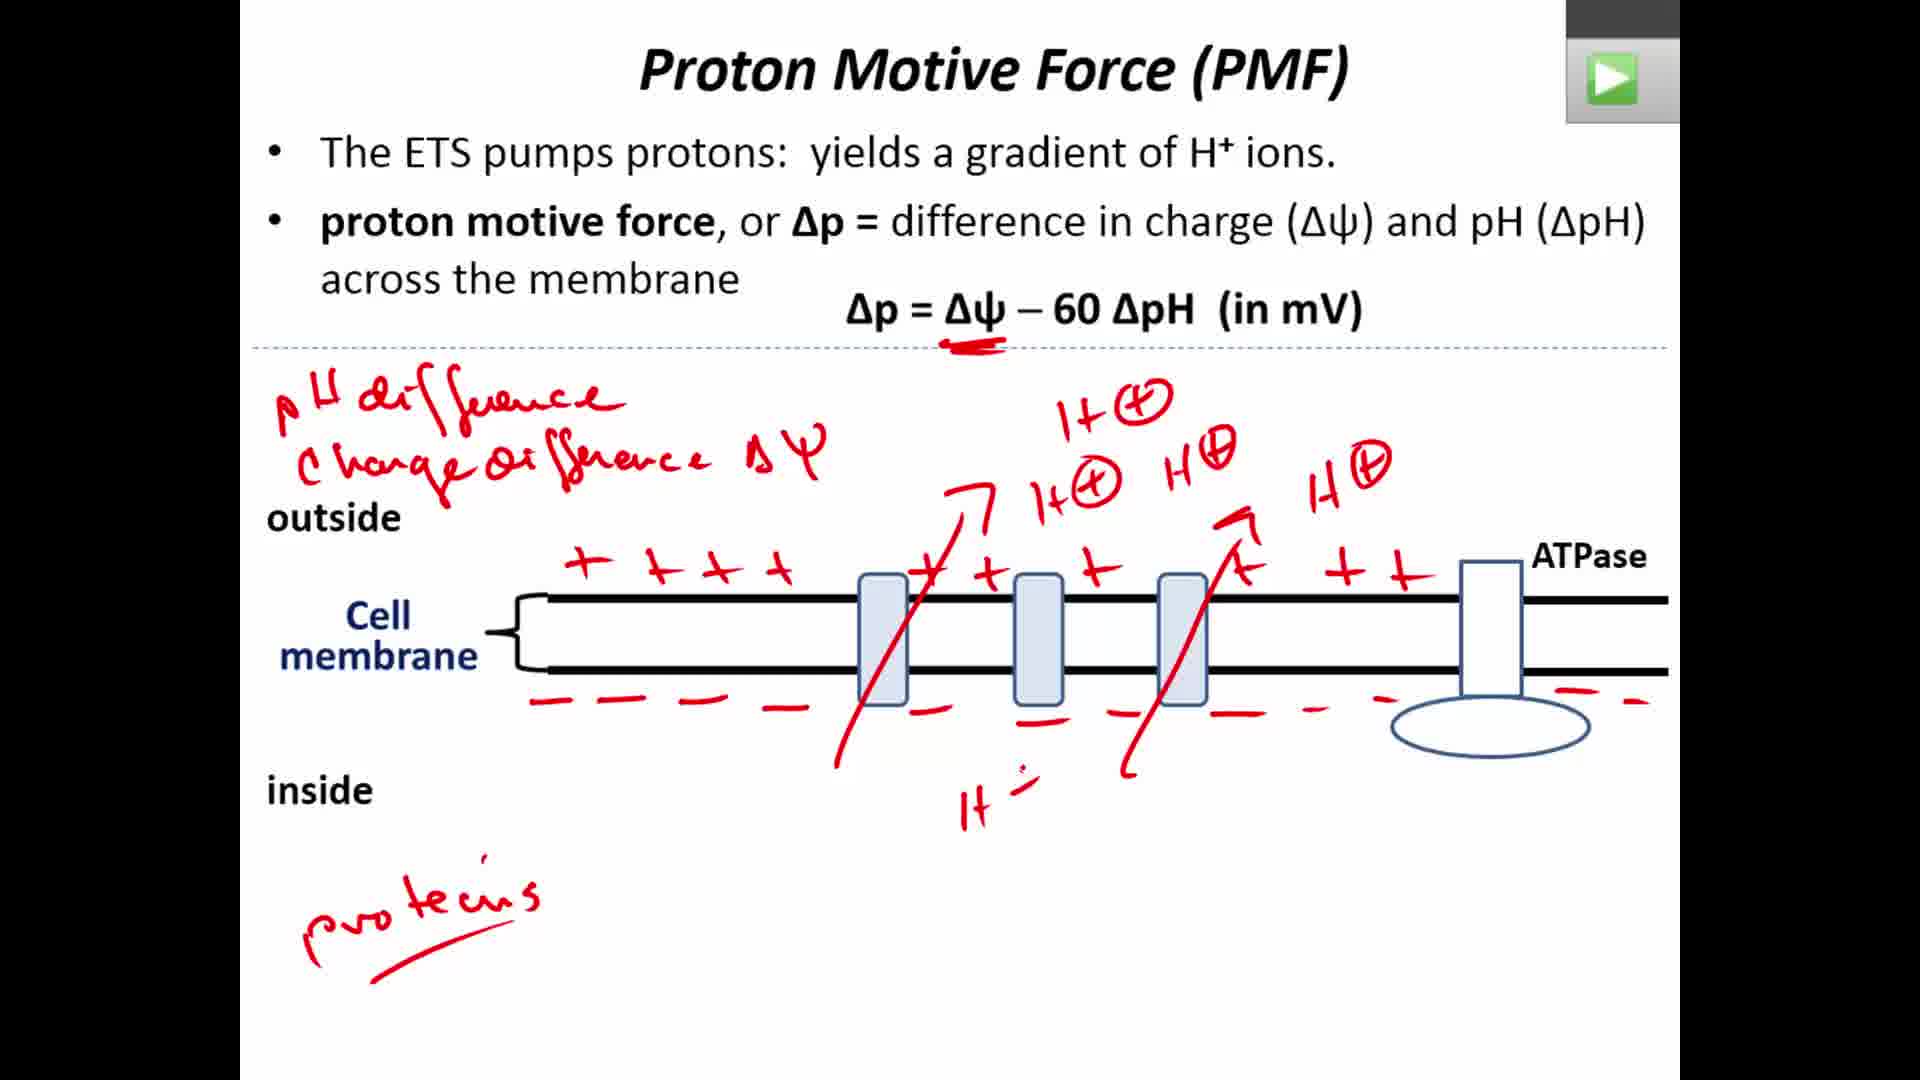 Proton Motive Force (PMF)
• The ETS pumps protons: yields a gradient of H⁺ ions.
• proton motive force, or Δp = difference in charge (Δψ) and pH (ΔpH)
across the membrane
Δp = Δψ – 60 ΔpH (in mV)
pH difference
Charge difference Δψ
H+
H+ H+ H+
outside
+ + + + + + + + + +
ATPase
Cell
membrane
– – – – – – – – – – – –
inside
H
proteins